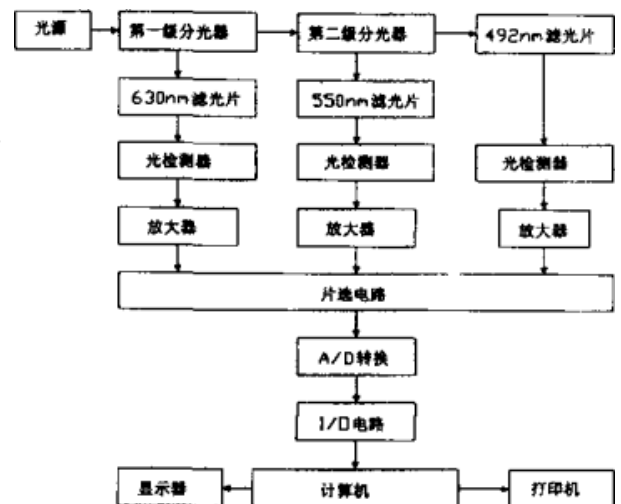 光源
第一级分光器
第二级分光器
492nm滤光片
630nm滤光片
550nm滤光片
光检测器
光检测器
光检测器
放大器
放大器
放大器
片选电路
A/D转换
I/O电路
显示器
计算机
打印机